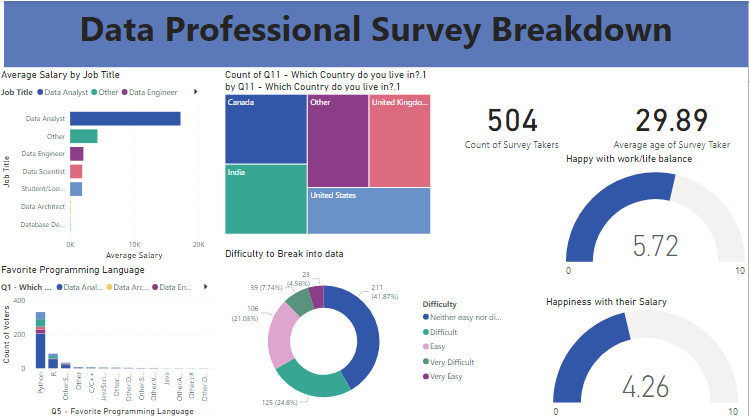 Data Professional Survey Breakdown
Average Salary by Job Title
Job Title Data Analyst Other Data Engineer
Data Analyst
Other
Data Engineer
Data Scientist
Student/Loo...
Data Architect
Database De...
Job Title
0K 10K 20K
Average Salary
Count of Q11 - Which Country do you live in?.1
by Q11 - Which Country do you live in?.1
Canada
Other
United Kingdo...
India
United States
504
Count of Survey Takers
29.89
Average age of Survey Taker
Happy with work/life balance
5.72
0 10
Favorite Programming Language
Q1 - Which ... Data Anal... Data Arc... Data En...
Count of Voters
400
200
0
Python
R
Other:S...
Other
C/C++
JavaScri...
Other:...
Other:D...
Other:S...
Other:V...
Java
Other:A...
Other:c#
Other:D...
Q5 - Favorite Programming Language
Difficulty to Break into data
23
(4.56%)
39 (7.74%)
211
(41.87%)
106
(21.03%)
125 (24.8%)
Difficulty
Neither easy nor di...
Difficult
Easy
Very Difficult
Very Easy
Happiness with their Salary
4.26
0 10